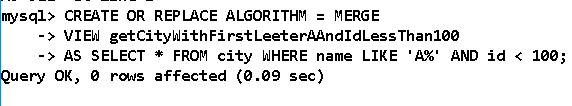 mysql> CREATE OR REPLACE ALGORITHM = MERGE
-> VIEW getCityWithFirstLeeterAAndIdLessThan100
-> AS SELECT * FROM city WHERE name LIKE 'A%' AND id < 100;
Query OK, 0 rows affected (0.09 sec)